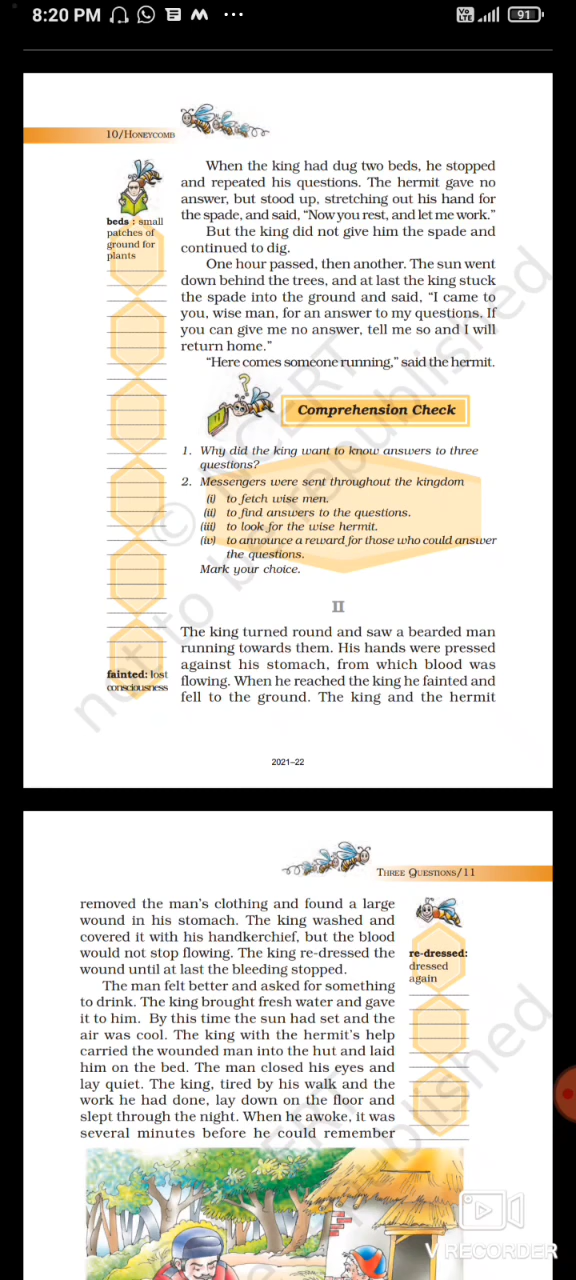 8:20 PM
Vo LTE
91
10/HONEYCOMB
When the king had dug two beds, he stopped
and repeated his questions. The hermit gave no
answer, but stood up, stretching out his hand for
the spade, and said, “Now you rest, and let me work.”
But the king did not give him the spade and
continued to dig.
One hour passed, then another. The sun went
down behind the trees, and at last the king stuck
the spade into the ground and said, “I came to
you, wise man, for an answer to my questions. If
you can give me no answer, tell me so and I will
return home.”
“Here comes someone running,” said the hermit.
beds : small
patches of
ground for
plants
?
Comprehension Check
1. Why did the king want to know answers to three
questions?
2. Messengers were sent throughout the kingdom
(i) to fetch wise men.
(ii) to find answers to the questions.
(iii) to look for the wise hermit.
(iv) to announce a reward for those who could answer
the questions.
Mark your choice.
II
The king turned round and saw a bearded man
running towards them. His hands were pressed
against his stomach, from which blood was
flowing. When he reached the king he fainted and
fell to the ground. The king and the hermit
fainted: lost
consciousness
© NCERT
not to be republished
2021–22
THREE QUESTIONS/11
removed the man’s clothing and found a large
wound in his stomach. The king washed and
covered it with his handkerchief, but the blood
would not stop flowing. The king re-dressed the
wound until at last the bleeding stopped.
The man felt better and asked for something
to drink. The king brought fresh water and gave
it to him. By this time the sun had set and the
air was cool. The king with the hermit’s help
carried the wounded man into the hut and laid
him on the bed. The man closed his eyes and
lay quiet. The king, tired by his walk and the
work he had done, lay down on the floor and
slept through the night. When he awoke, it was
several minutes before he could remember
re-dressed:
dressed
again
V RECORDER